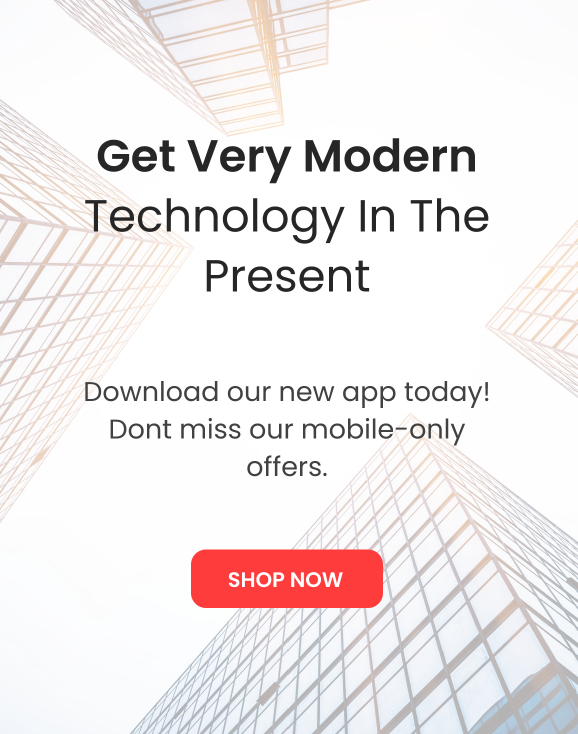 Get Very Modern
Technology In The
Present
Download our new app today!
Dont miss our mobile-only
offers.
SHOP NOW